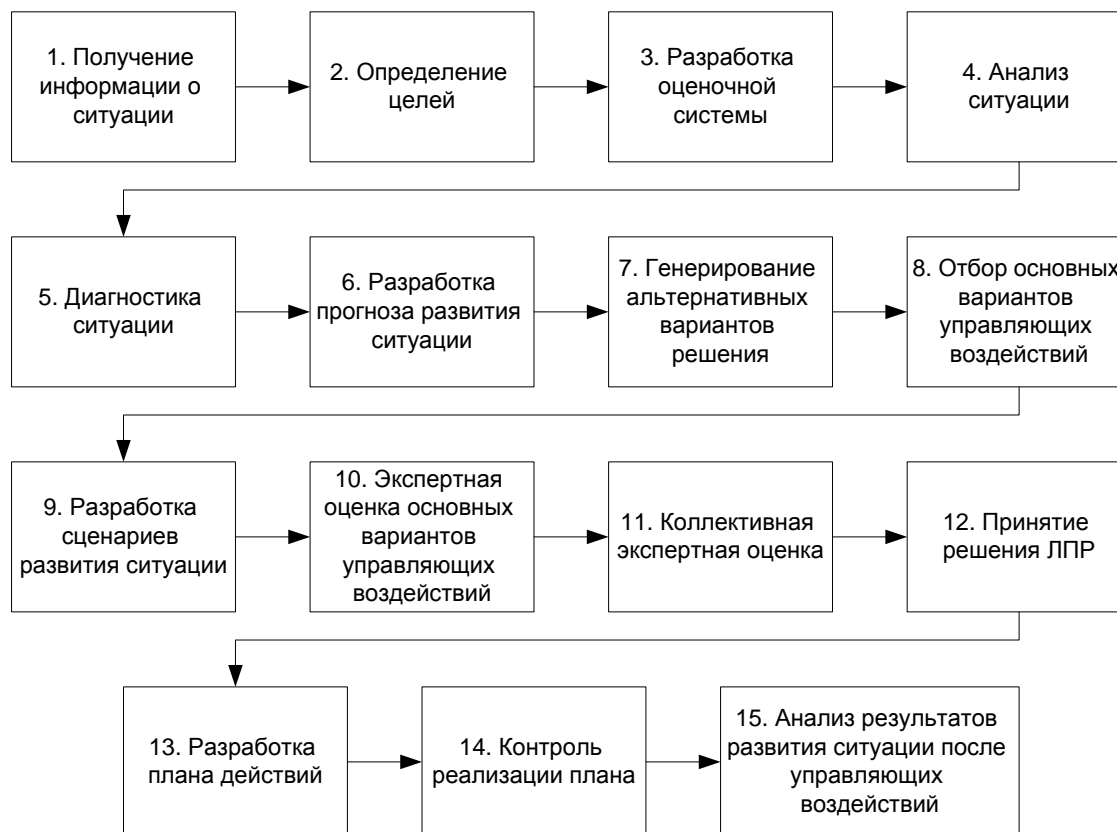 1. Получение
информации о
ситуации
2. Определение
целей
3. Разработка
оценочной
системы
4. Анализ
ситуации
5. Диагностика
ситуации
6. Разработка
прогноза развития
ситуации
7. Генерирование
альтернативных
вариантов
решения
8. Отбор основных
вариантов
управляющих
воздействий
9. Разработка
сценариев
развития ситуации
10. Экспертная
оценка основных
вариантов
управляющих
воздействий
11. Коллективная
экспертная оценка
12. Принятие
решения ЛПР
13. Разработка
плана действий
14. Контроль
реализации плана
15. Анализ результатов
развития ситуации после
управляющих
воздействий